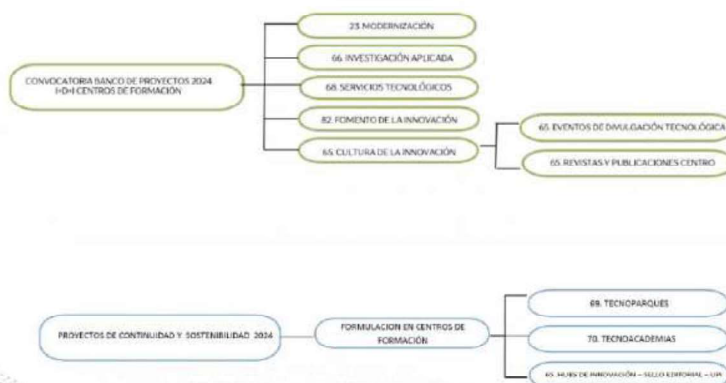 23. MODERNIZACIÓN
66. INVESTIGACIÓN APLICADA
CONVOCATORIA BANCO DE PROYECTOS 2024
I+D+I CENTROS DE FORMACIÓN
68. SERVICIOS TECNOLÓGICOS
82. FOMENTO DE LA INNOVACIÓN
65. EVENTOS DE DIVULGACIÓN TECNOLÓGICA
65. CULTURA DE LA INNOVACIÓN
65. REVISTAS Y PUBLICACIONES CENTRO
69. TECNOPARQUES
PROYECTOS DE CONTINUIDAD Y SOSTENIBILIDAD 2024
FORMULACION EN CENTROS DE
FORMACIÓN
70. TECNOACADEMIAS
65. HUBS DE INNOVACIÓN – SELLO EDITORIAL –